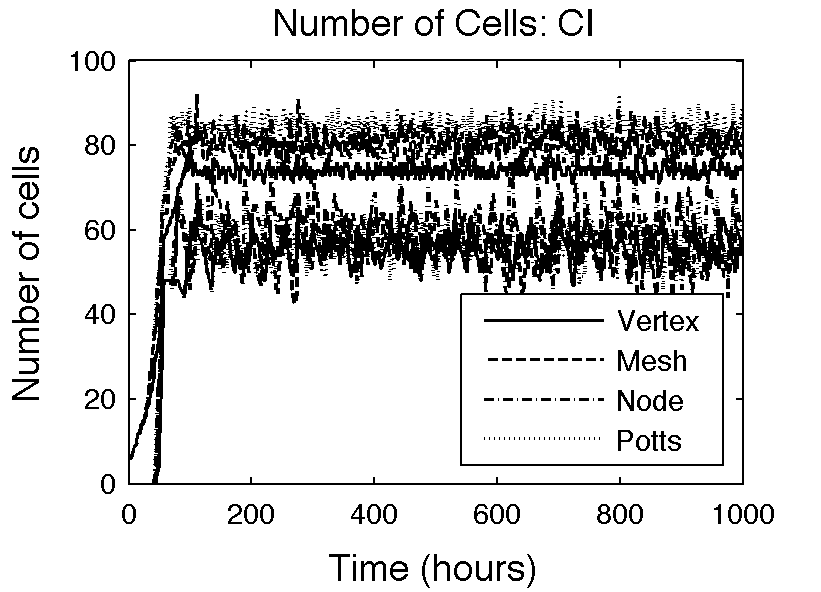 Number of Cells: CI
Number of cells
100
80
60
40
20
0
Vertex
Mesh
Node
Potts
0 200 400 600 800 1000
Time (hours)